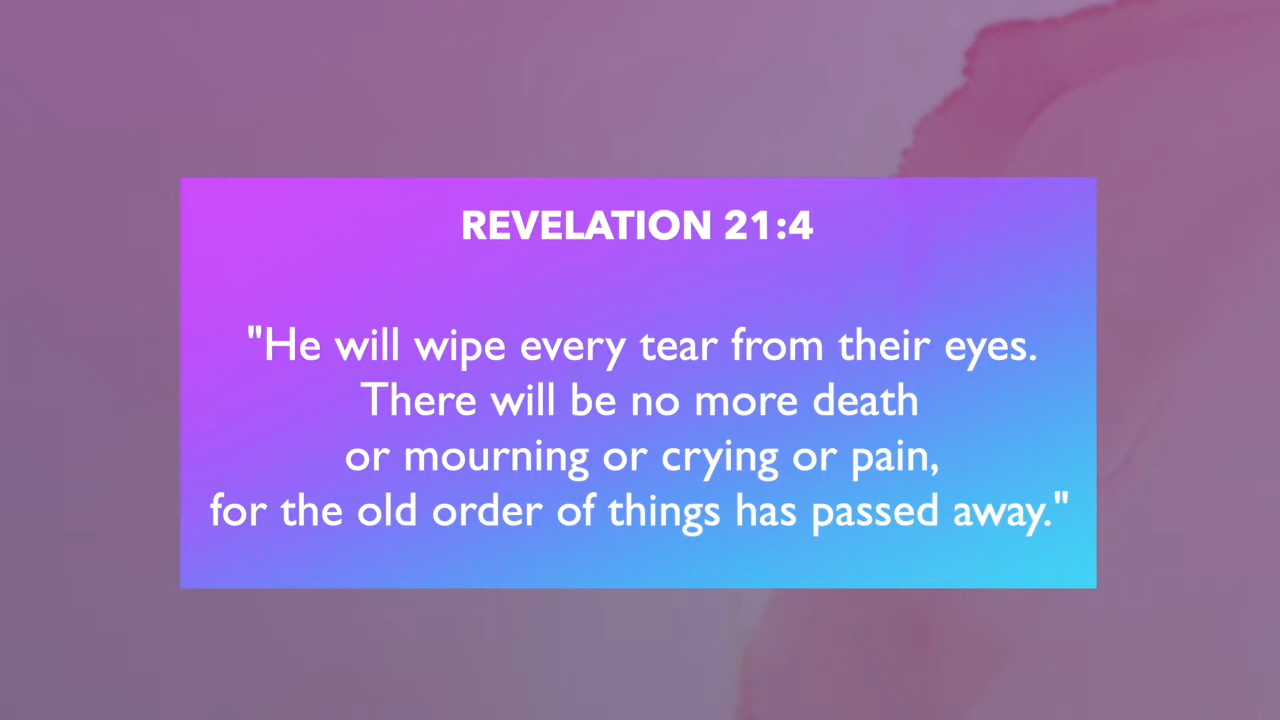 REVELATION 21:4
"He will wipe every tear from their eyes.
There will be no more death
or mourning or crying or pain,
for the old order of things has passed away."